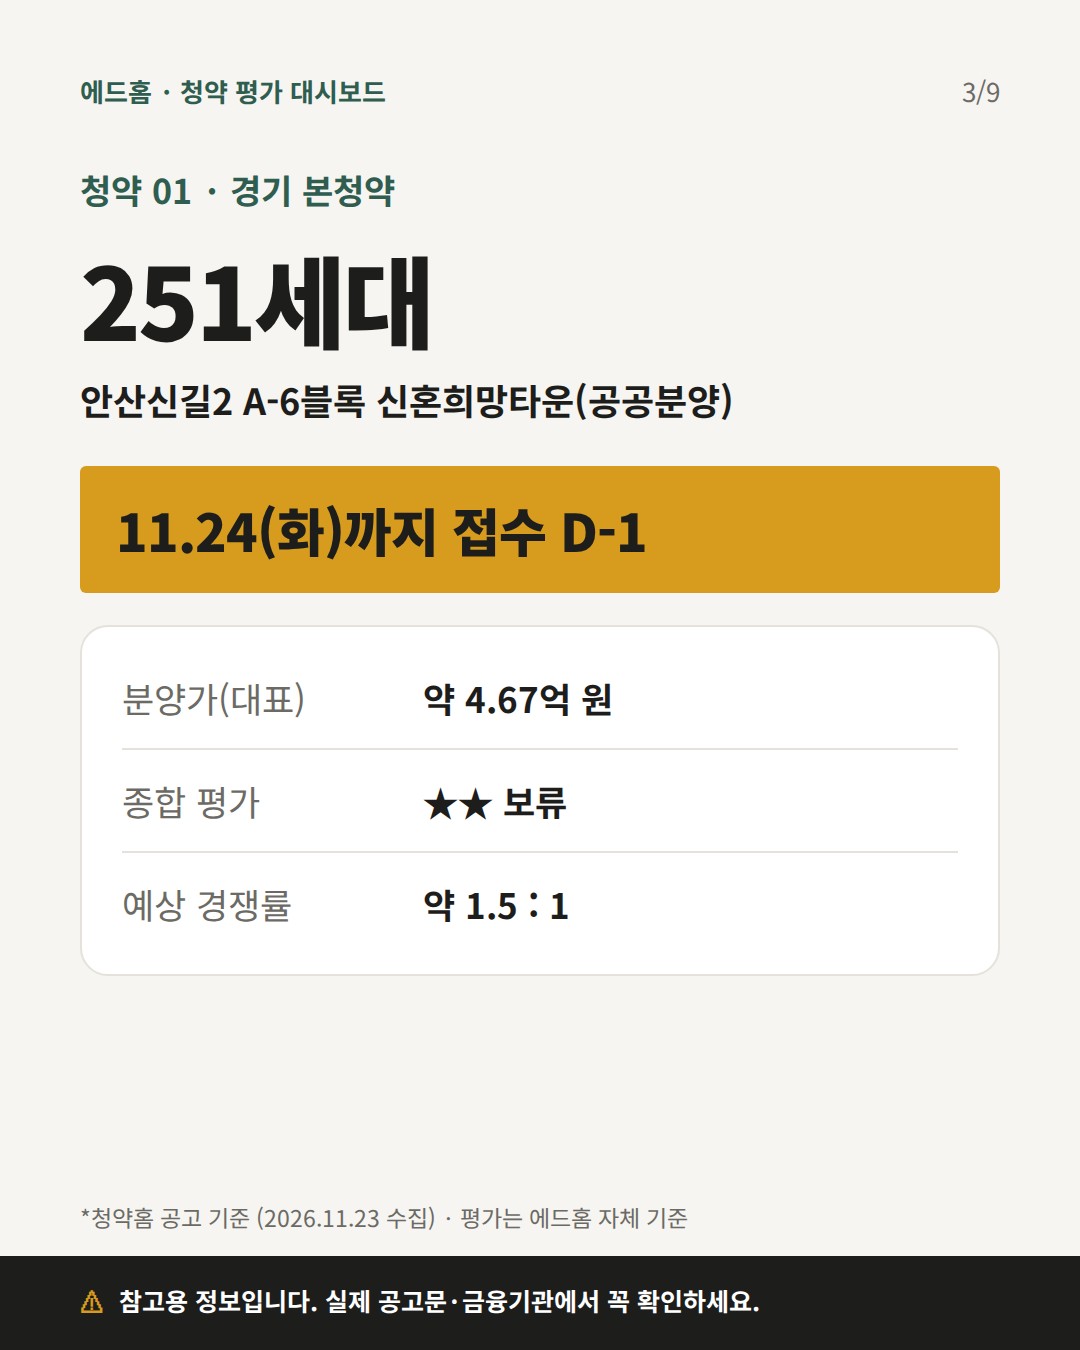 에드홈 · 청약 평가 대시보드
3/9
청약 01 · 경기 본청약
251세대
안산신길2 A-6블록 신혼희망타운(공공분양)
11.24(화)까지 접수 D-1
분양가(대표) 약 4.67억 원
종합 평가 ★★ 보류
예상 경쟁률 약 1.5 : 1
*청약홈 공고 기준 (2026.11.23 수집) · 평가는 에드홈 자체 기준
⚠ 참고용 정보입니다. 실제 공고문·금융기관에서 꼭 확인하세요.